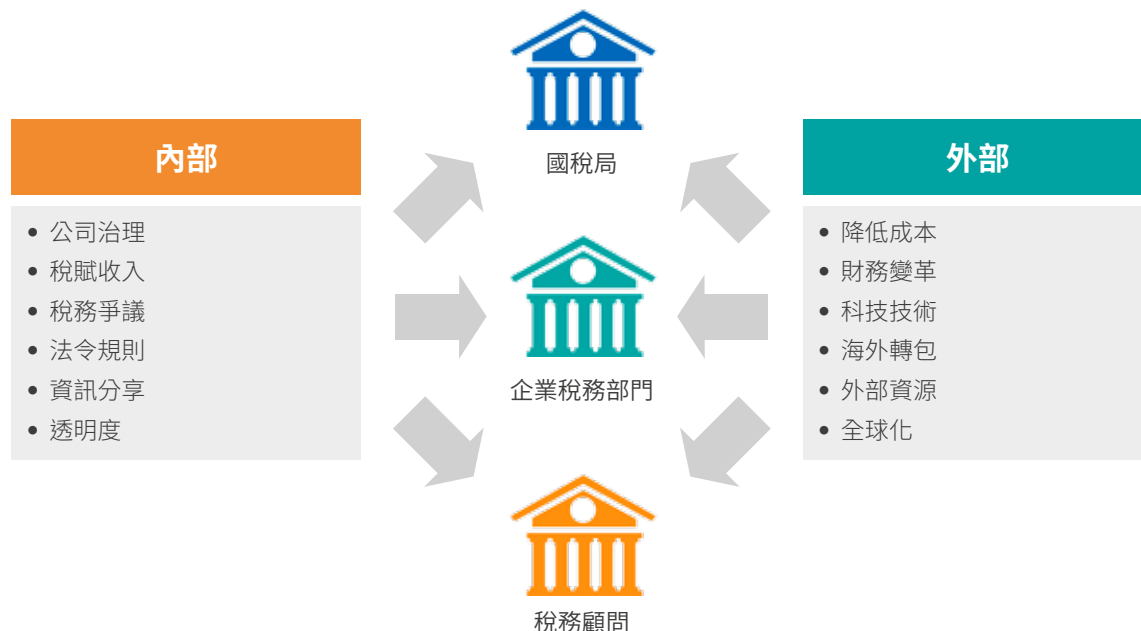 內部
• 公司治理
• 稅賦收入
• 稅務爭議
• 法令規則
• 資訊分享
• 透明度
國稅局
企業稅務部門
稅務顧問
外部
• 降低成本
• 財務變革
• 科技技術
• 海外轉包
• 外部資源
• 全球化